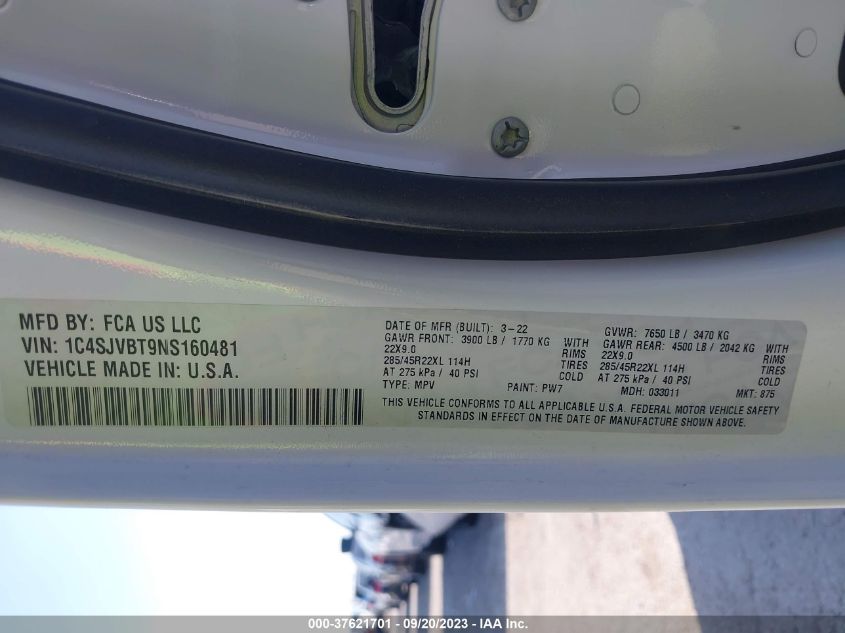 MFD BY: FCA US LLC
VIN: 1C4SJVBT9NS160481
VEHICLE MADE IN: U.S.A.
DATE OF MFR (BUILT): 3-22
GAWR FRONT: 3900 LB / 1770 KG WITH
22X9.0 RIMS
285/45R22XL 114H TIRES
AT 275 kPa / 40 PSI COLD
TYPE: MPV PAINT: PW7
GVWR: 7650 LB / 3470 KG
GAWR REAR: 4500 LB / 2042 KG WITH
22X9.0 RIMS
285/45R22XL 114H TIRES
AT 275 kPa / 40 PSI COLD
MDH: 033011 MKT: 875
THIS VEHICLE CONFORMS TO ALL APPLICABLE U.S.A. FEDERAL MOTOR VEHICLE SAFETY
STANDARDS IN EFFECT ON THE DATE OF MANUFACTURE SHOWN ABOVE.
000-37621701 - 09/20/2023 - IAA Inc.